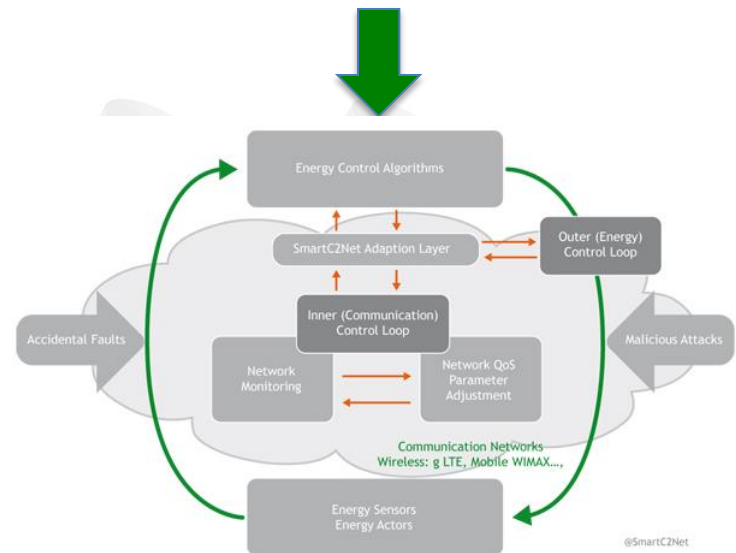 Energy Control Algorithms
SmartC2Net Adaption Layer
Outer (Energy)
Control Loop
Inner (Communication)
Control Loop
Accidental Faults
Malicious Attacks
Network
Monitoring
Network QoS
Parameter
Adjustment
Communication Networks
Wireless: g LTE, Mobile WIMAX...,
Energy Sensors
Energy Actors
@SmartC2Net